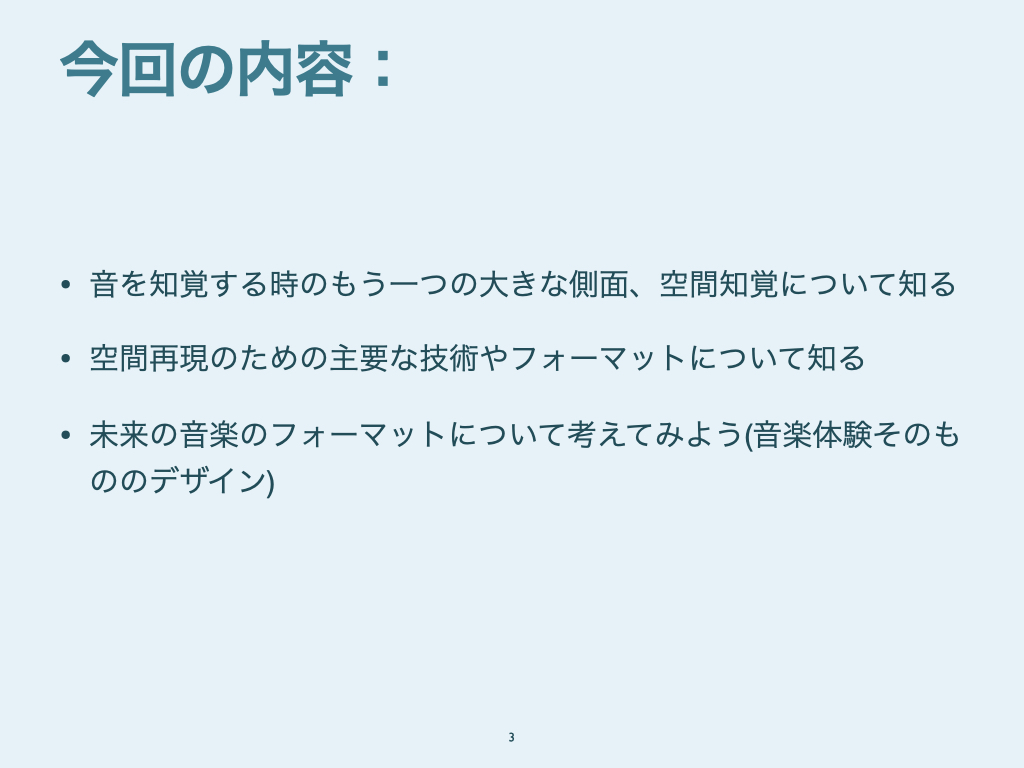 今回の内容：
• 音を知覚する時のもう一つの大きな側面、空間知覚について知る
• 空間再現のための主要な技術やフォーマットについて知る
• 未来の音楽のフォーマットについて考えてみよう(音楽体験そのも
ののデザイン)
3